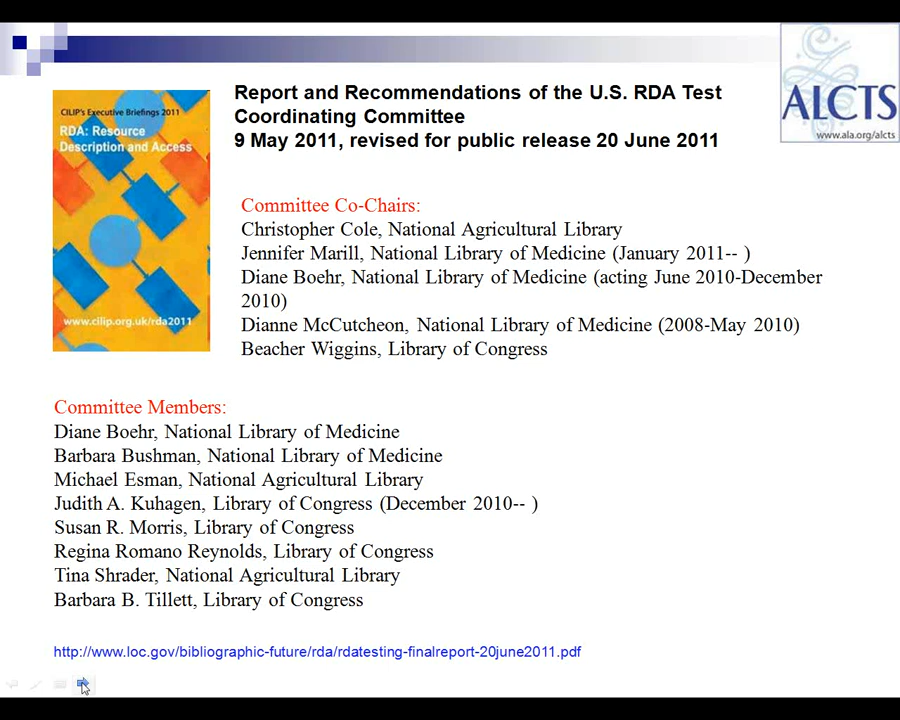 CILIP's Executive Briefings 2011
RDA: Resource
Description and Access
www.cilip.org.uk/rda2011
Report and Recommendations of the U.S. RDA Test
Coordinating Committee
9 May 2011, revised for public release 20 June 2011
ALCTS
www.ala.org/alcts
Committee Co-Chairs:
Christopher Cole, National Agricultural Library
Jennifer Marill, National Library of Medicine (January 2011-- )
Diane Boehr, National Library of Medicine (acting June 2010-December
2010)
Dianne McCutcheon, National Library of Medicine (2008-May 2010)
Beacher Wiggins, Library of Congress
Committee Members:
Diane Boehr, National Library of Medicine
Barbara Bushman, National Library of Medicine
Michael Esman, National Agricultural Library
Judith A. Kuhagen, Library of Congress (December 2010-- )
Susan R. Morris, Library of Congress
Regina Romano Reynolds, Library of Congress
Tina Shrader, National Agricultural Library
Barbara B. Tillett, Library of Congress
http://www.loc.gov/bibliographic-future/rda/rdatesting-finalreport-20june2011.pdf